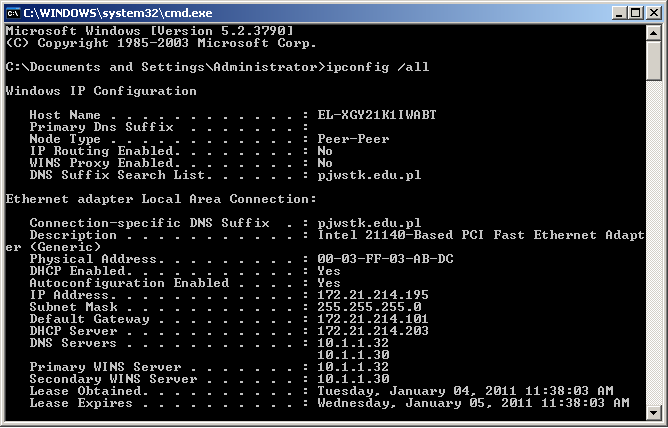 C:\WINDOWS\system32\cmd.exe
Microsoft Windows [Version 5.2.3790]
(C) Copyright 1985-2003 Microsoft Corp.
C:\Documents and Settings\Administrator>ipconfig /all
Windows IP Configuration
Host Name . . . . . . . . . . . . : EL-XGY21K1IWABT
Primary Dns Suffix  . . . . . . . :
Node Type . . . . . . . . . . . . : Peer-Peer
IP Routing Enabled. . . . . . . . : No
WINS Proxy Enabled. . . . . . . . : No
DNS Suffix Search List. . . . . . : pjwstk.edu.pl
Ethernet adapter Local Area Connection:
Connection-specific DNS Suffix  . : pjwstk.edu.pl
Description . . . . . . . . . . . : Intel 21140-Based PCI Fast Ethernet Adapt
er (Generic)
Physical Address. . . . . . . . . : 00-03-FF-03-AB-DC
DHCP Enabled. . . . . . . . . . . : Yes
Autoconfiguration Enabled . . . . : Yes
IP Address. . . . . . . . . . . . : 172.21.214.195
Subnet Mask . . . . . . . . . . . : 255.255.255.0
Default Gateway . . . . . . . . . : 172.21.214.101
DHCP Server . . . . . . . . . . . : 172.21.214.203
DNS Servers . . . . . . . . . . . : 10.1.1.32
10.1.1.30
Primary WINS Server . . . . . . . : 10.1.1.32
Secondary WINS Server . . . . . . : 10.1.1.30
Lease Obtained. . . . . . . . . . : Tuesday, January 04, 2011 11:38:03 AM
Lease Expires . . . . . . . . . . : Wednesday, January 05, 2011 11:38:03 AM